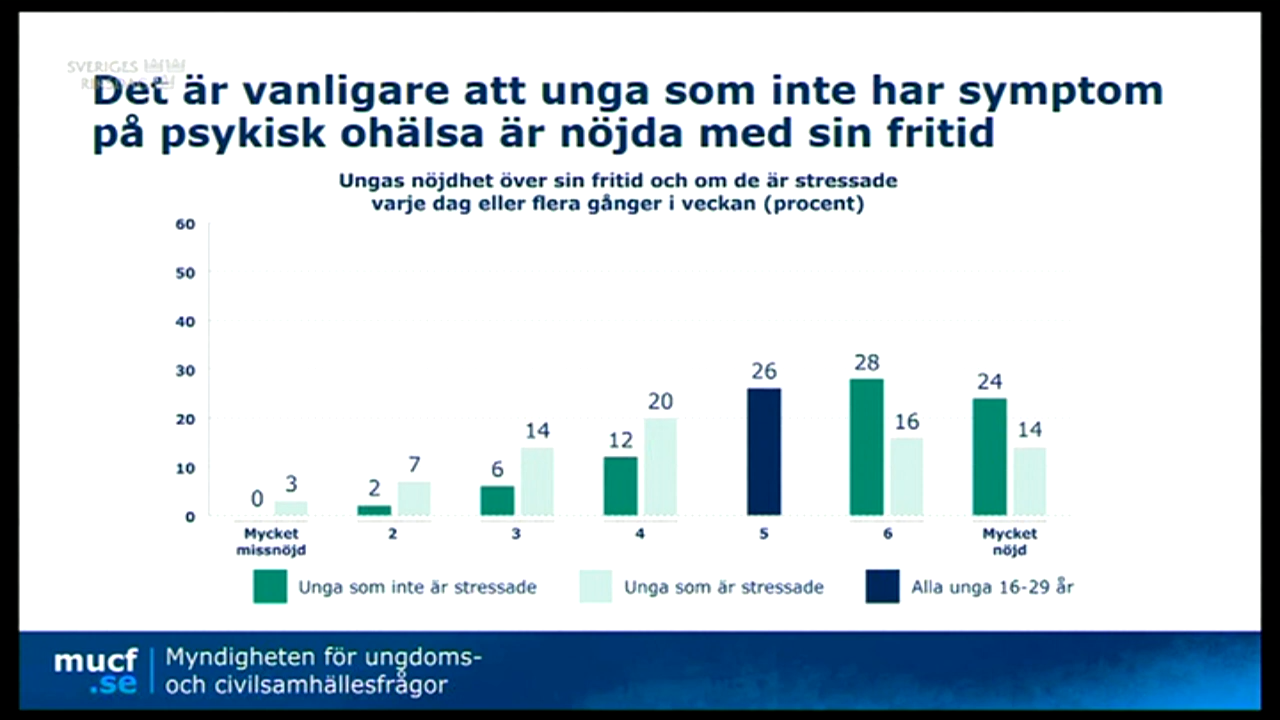 SVERIGES
RIKSDAG
Det är vanligare att unga som inte har symptom
på psykisk ohälsa är nöjda med sin fritid
Ungas nöjdhet över sin fritid och om de är stressade
varje dag eller flera gånger i veckan (procent)
60
50
40
30
20
10
0
0 3
2 7
6 14
12 20
26
28 16
24 14
Mycket
missnöjd
2
3
4
5
6
Mycket
nöjd
Unga som inte är stressade
Unga som är stressade
Alla unga 16-29 år
mucf
.se
Myndigheten för ungdoms-
och civilsamhällesfrågor